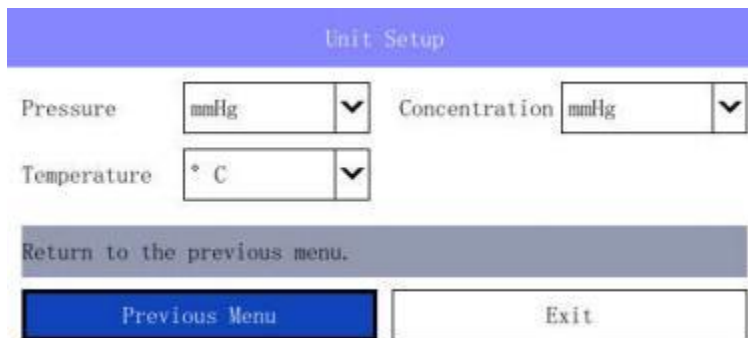 Unit Setup
Pressure mmHg Concentration mmHg
Temperature ° C
Return to the previous menu.
Previous Menu Exit